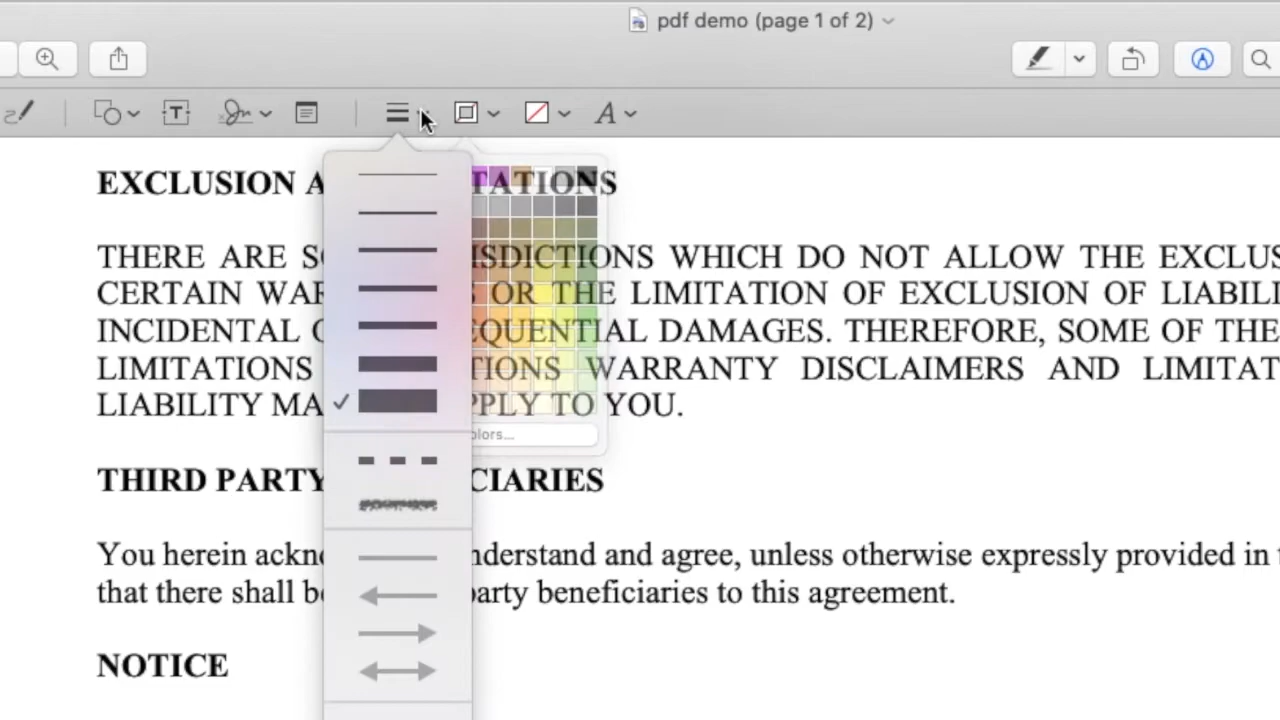 pdf demo (page 1 of 2)
T
A
EXCLUSION A TATIONS
THERE ARE S ISDICTIONS WHICH DO NOT ALLOW THE EXCLUS
CERTAIN WAR S OR THE LIMITATION OF EXCLUSION OF LIABILI
INCIDENTAL EQUENTIAL DAMAGES. THEREFORE, SOME OF THE
LIMITATIONS TIONS WARRANTY DISCLAIMERS AND LIMITAT
LIABILITY MA PPLY TO YOU.
olors...
THIRD PARTY CIARIES
You herein ackn nderstand and agree, unless otherwise expressly provided in
that there shall b party beneficiaries to this agreement.
NOTICE